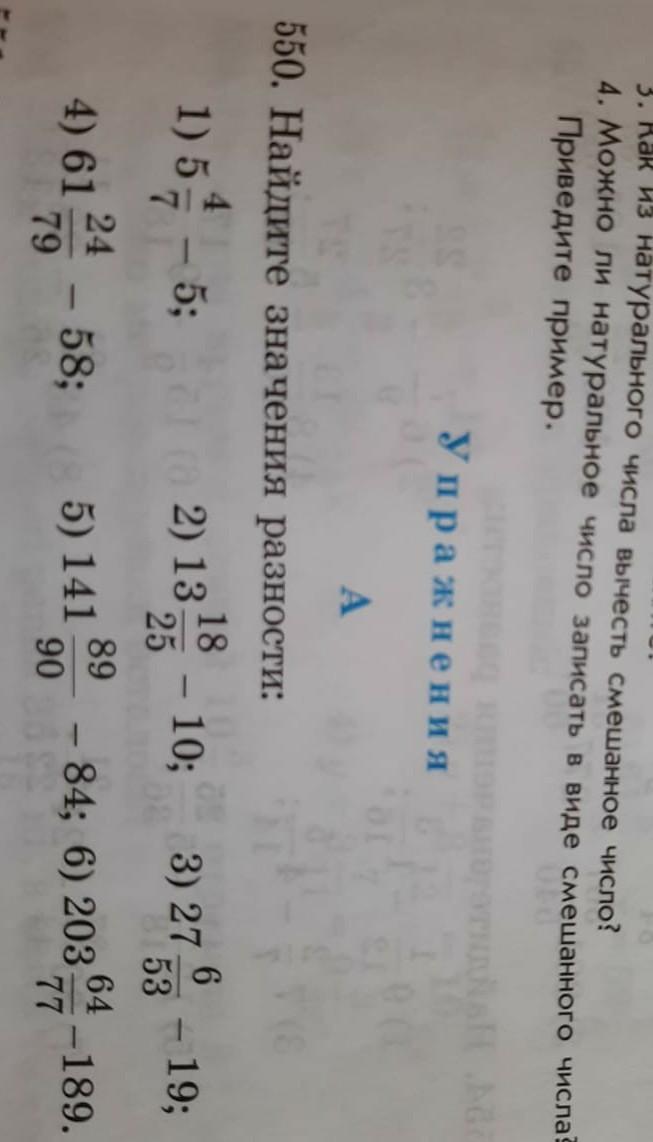 3. Как из натурального числа вычесть смешанное число?
4. Можно ли натуральное число записать в виде смешанного числа?
Приведите пример.
Упражнения
А
550. Найдите значения разности:
1) 5 4/7 − 5; 2) 13 18/25 − 10; 3) 27 6/53 − 19;
4) 61 24/79 − 58; 5) 141 89/90 − 84; 6) 203 64/77 − 189.